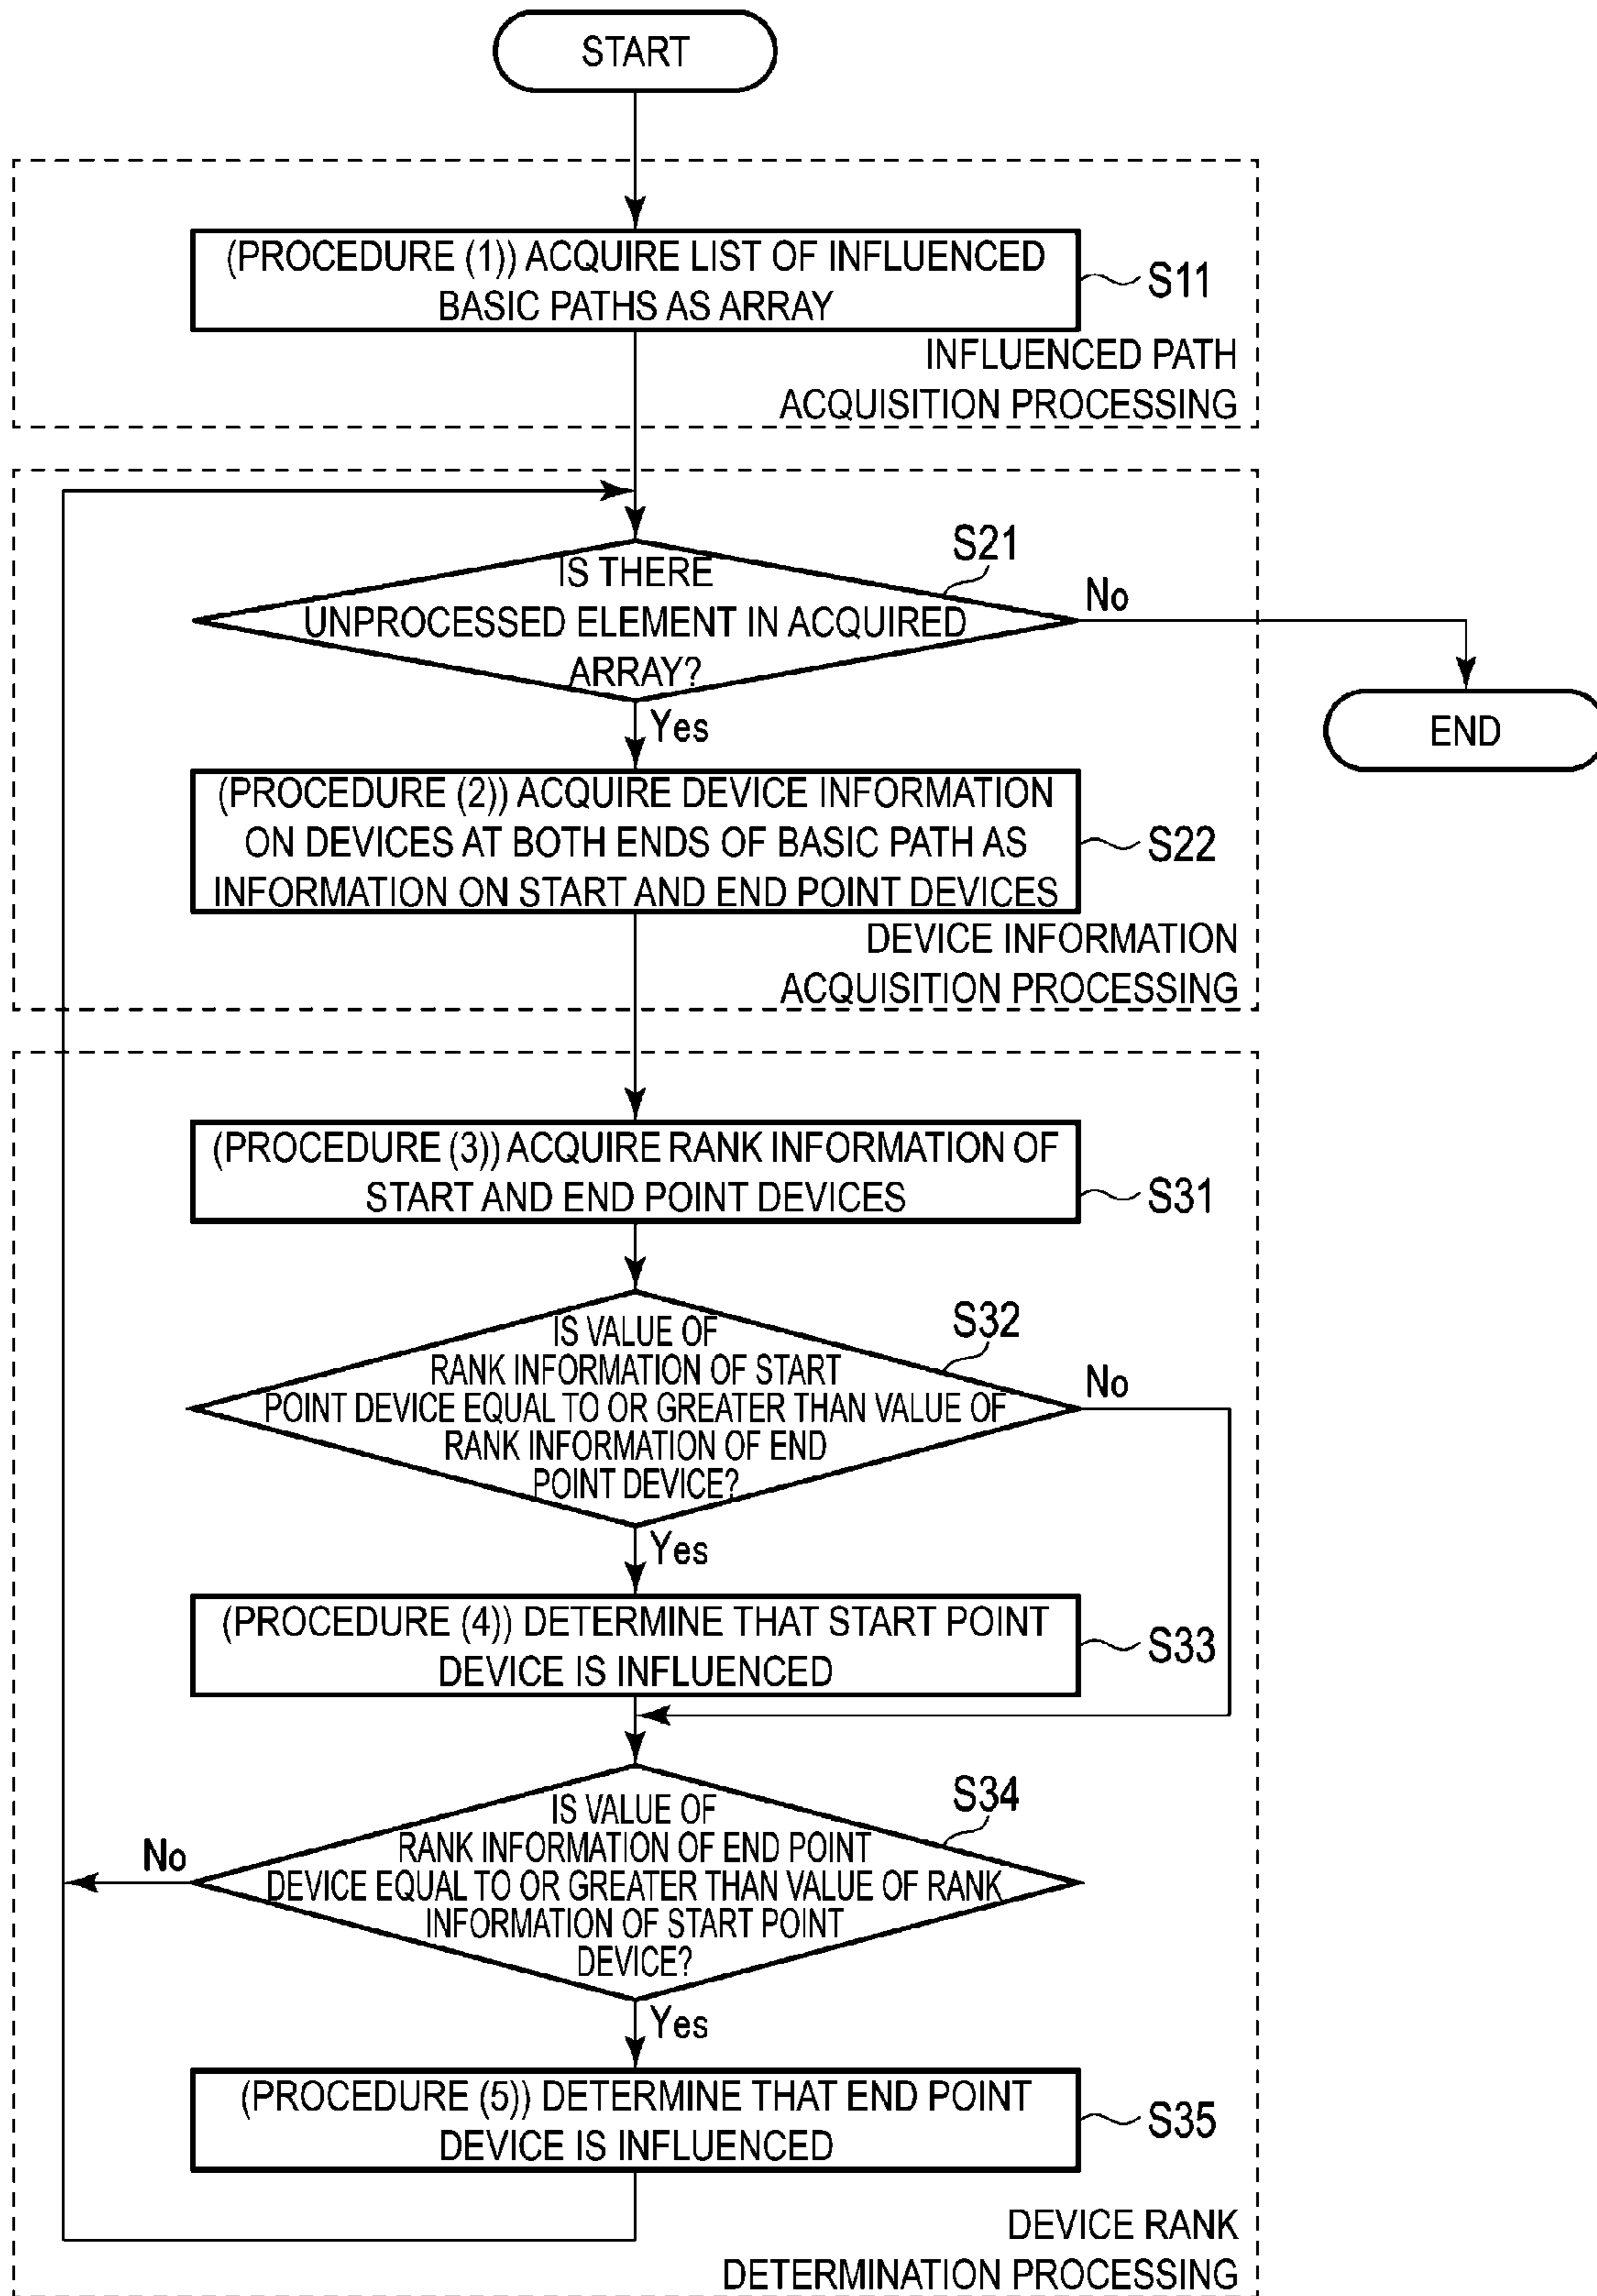 START
(PROCEDURE (1)) ACQUIRE LIST OF INFLUENCED
BASIC PATHS AS ARRAY
S11
INFLUENCED PATH
ACQUISITION PROCESSING
S21
IS THERE
UNPROCESSED ELEMENT IN ACQUIRED
ARRAY?
No
Yes
END
(PROCEDURE (2)) ACQUIRE DEVICE INFORMATION
ON DEVICES AT BOTH ENDS OF BASIC PATH AS
INFORMATION ON START AND END POINT DEVICES
S22
DEVICE INFORMATION
ACQUISITION PROCESSING
(PROCEDURE (3)) ACQUIRE RANK INFORMATION OF
START AND END POINT DEVICES
S31
S32
IS VALUE OF
RANK INFORMATION OF START
POINT DEVICE EQUAL TO OR GREATER THAN VALUE OF
RANK INFORMATION OF END
POINT DEVICE?
No
Yes
(PROCEDURE (4)) DETERMINE THAT START POINT
DEVICE IS INFLUENCED
S33
S34
IS VALUE OF
RANK INFORMATION OF END POINT
DEVICE EQUAL TO OR GREATER THAN VALUE OF RANK
INFORMATION OF START POINT
DEVICE?
No
Yes
(PROCEDURE (5)) DETERMINE THAT END POINT
DEVICE IS INFLUENCED
S35
DEVICE RANK
DETERMINATION PROCESSING